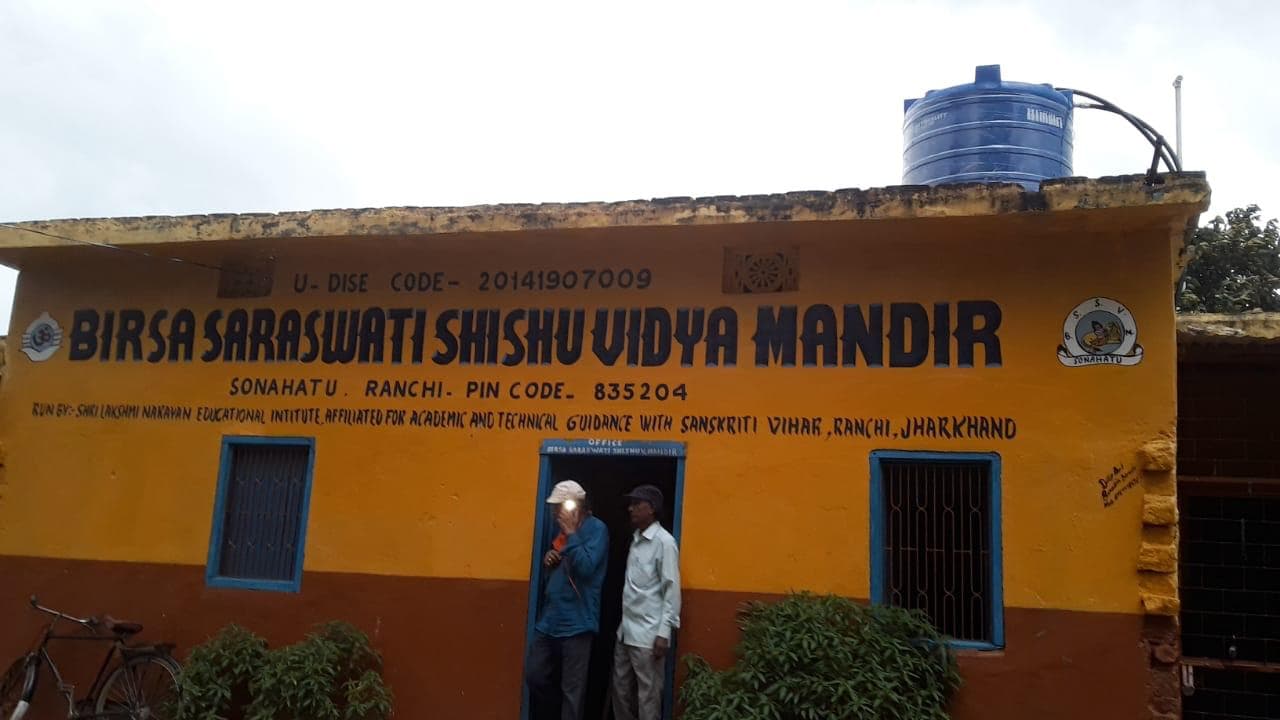 U-DISE CODE- 20141907009
BIRSA SARASWATI SHISHU VIDYA MANDIR
SONAHATU. RANCHI- PIN CODE- 835204
RUN BY:- SHRI LAKSHMI NARAYAN EDUCATIONAL INTITUTE, AFFILIATED FOR ACADEMIC AND TECHNICAL GUIDANCE WITH SANSKRITI VIHAR, RANCHI, JHARKHAND
B S V M
SONAHATU
OFFICE
BIRSA SARASWATI SHISHU V. MANDIR